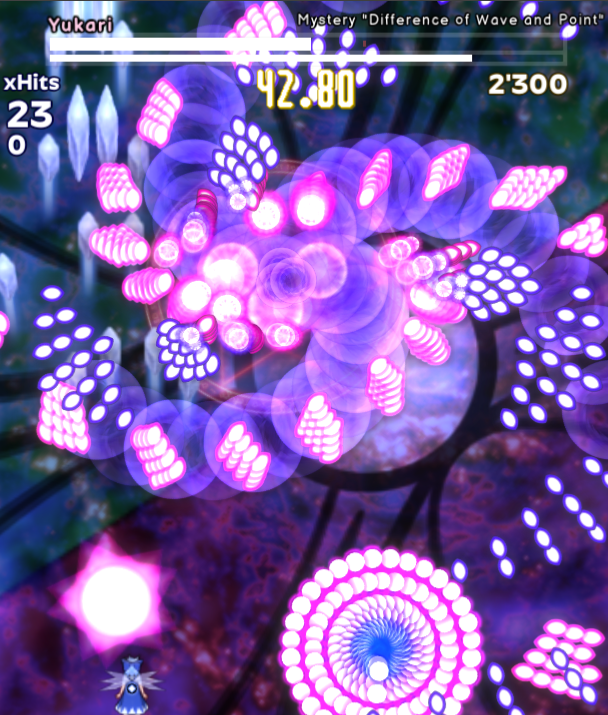 Yukari
Mystery "Difference of Wave and Point"
42.80
xHits
2'300
23
0